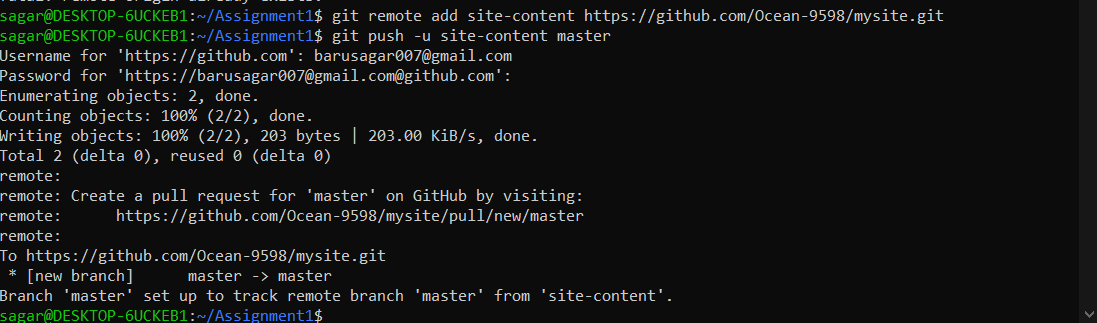 sagar@DESKTOP-6UCKEB1:~/Assignment1$ git remote add site-content https://github.com/Ocean-9598/mysite.git
sagar@DESKTOP-6UCKEB1:~/Assignment1$ git push -u site-content master
Username for 'https://github.com': barusagar007@gmail.com
Password for 'https://barusagar007@gmail.com@github.com':
Enumerating objects: 2, done.
Counting objects: 100% (2/2), done.
Writing objects: 100% (2/2), 203 bytes | 203.00 KiB/s, done.
Total 2 (delta 0), reused 0 (delta 0)
remote:
remote: Create a pull request for 'master' on GitHub by visiting:
remote:      https://github.com/Ocean-9598/mysite/pull/new/master
remote:
To https://github.com/Ocean-9598/mysite.git
 * [new branch]      master -> master
Branch 'master' set up to track remote branch 'master' from 'site-content'.
sagar@DESKTOP-6UCKEB1:~/Assignment1$